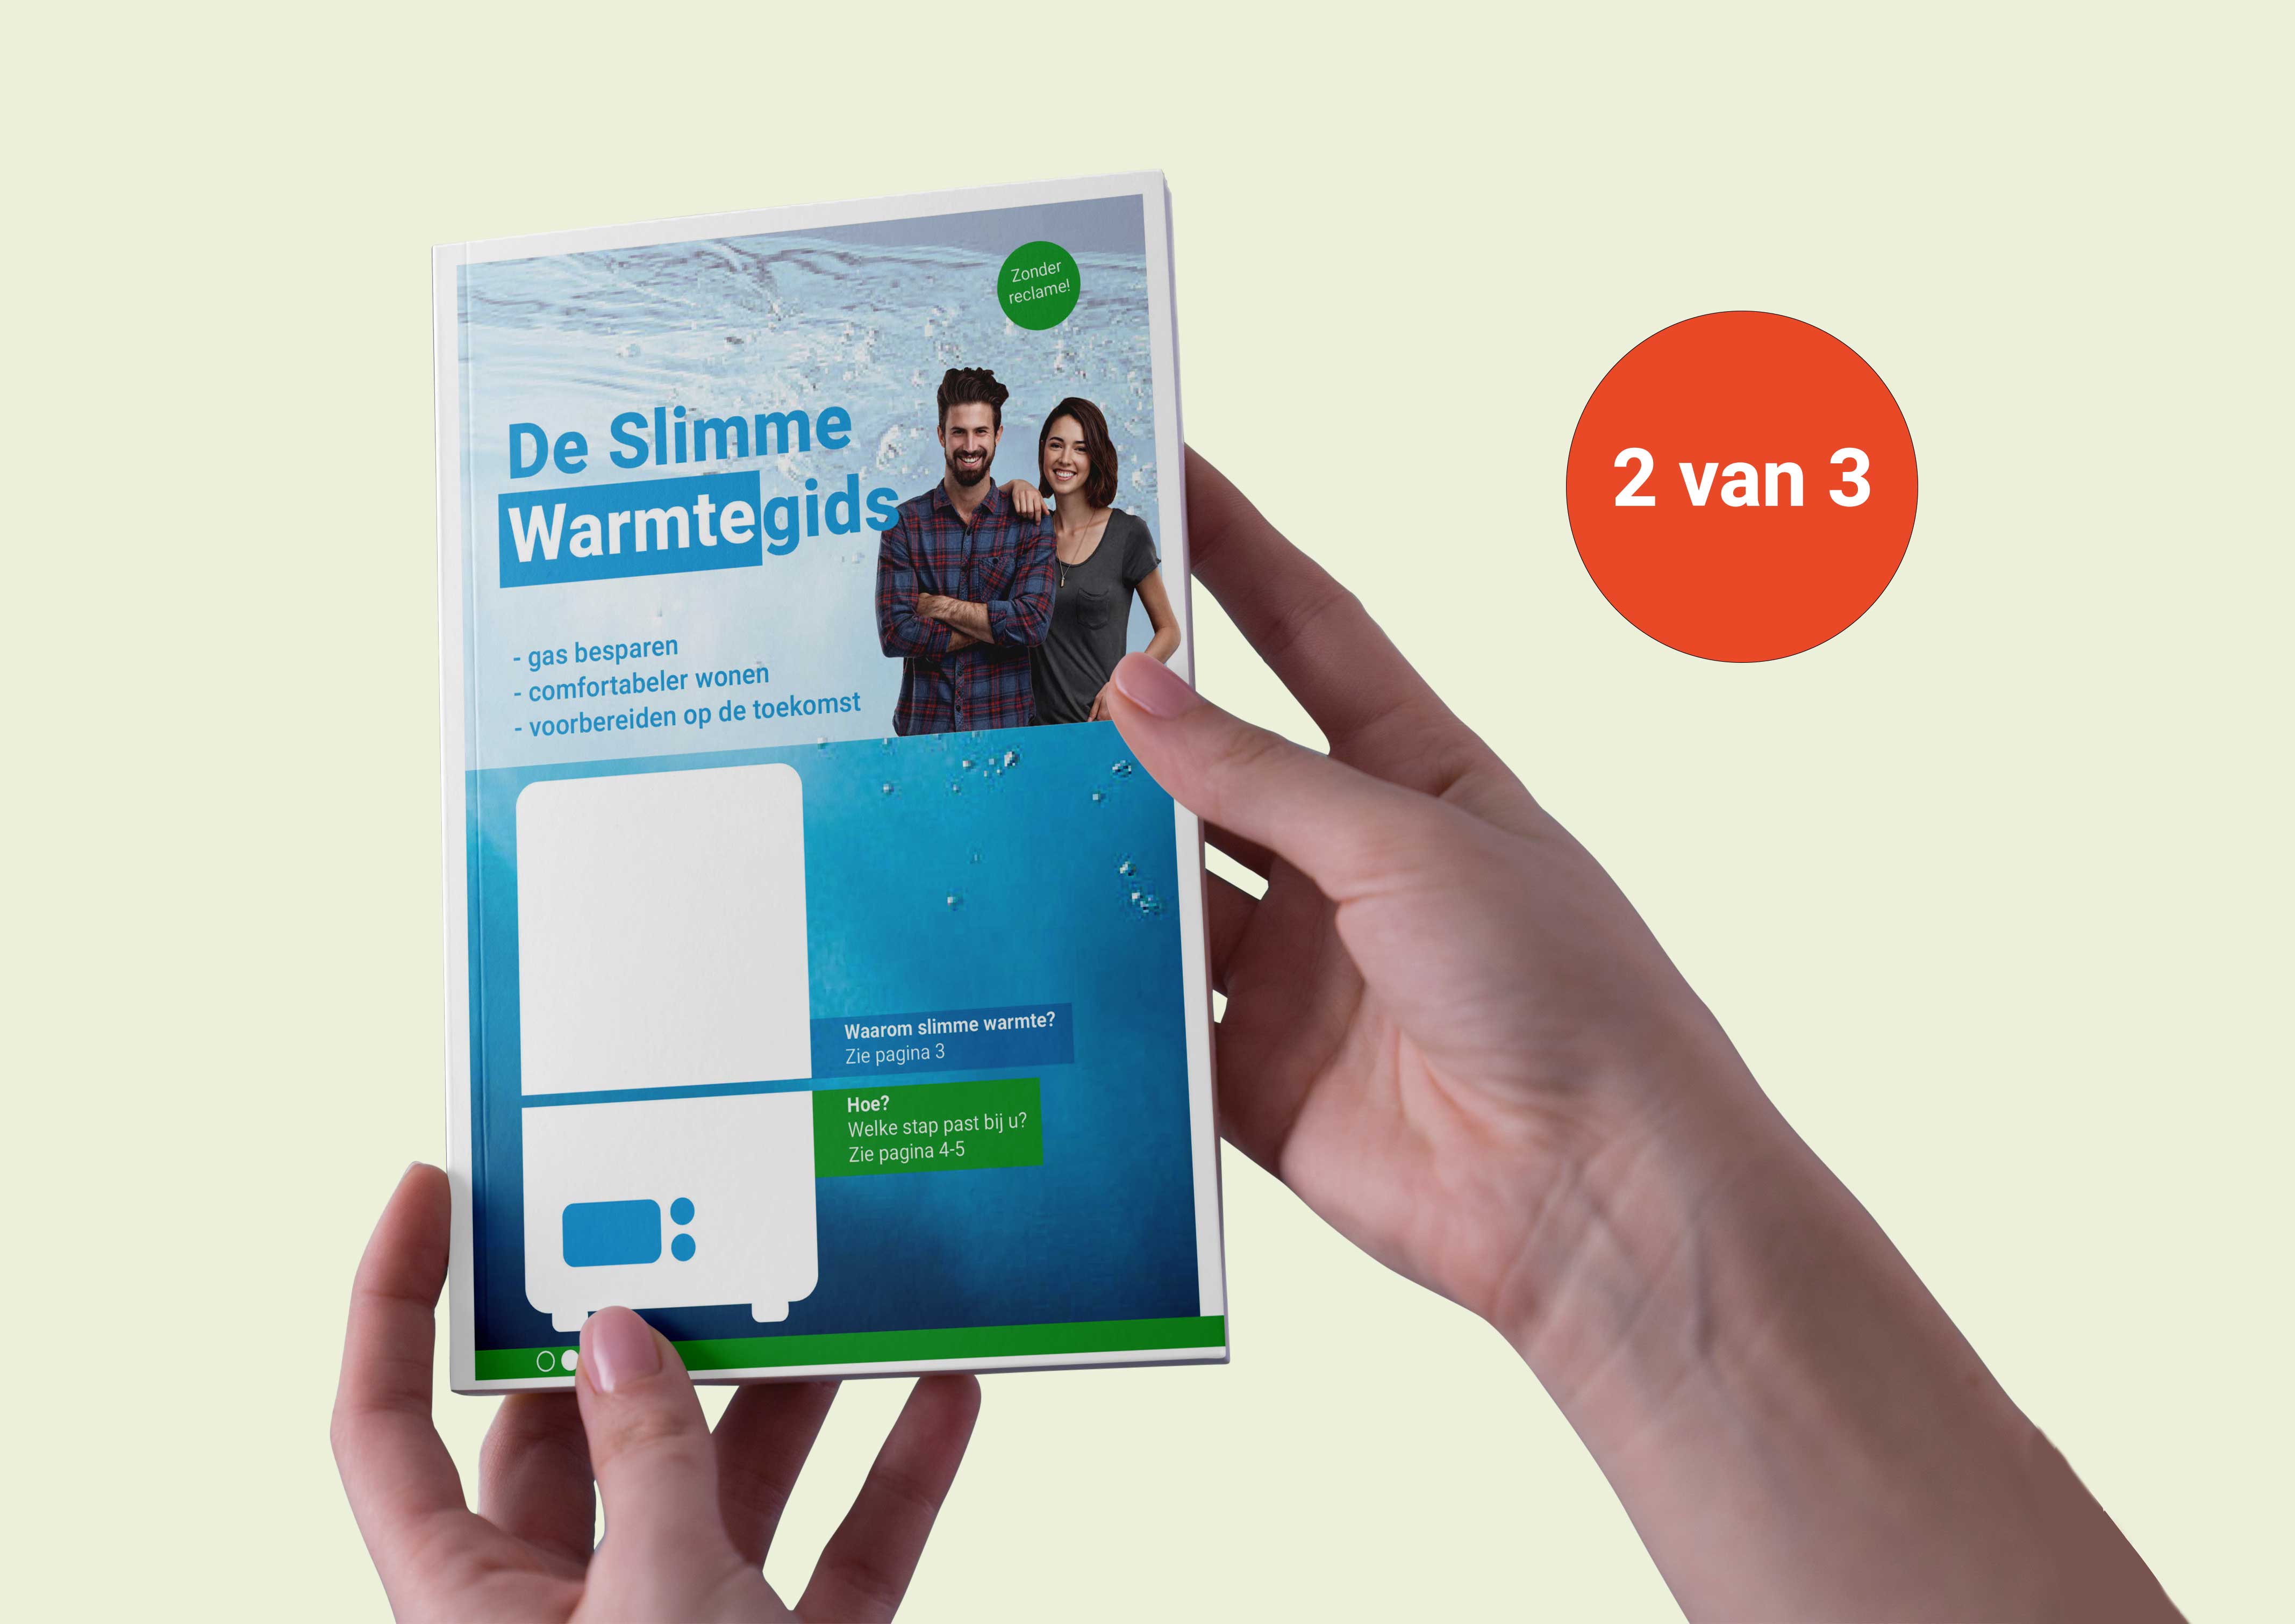 Zonder
reclame!
De Slimme
Warmtegids
- gas besparen
- comfortabeler wonen
- voorbereiden op de toekomst
Waarom slimme warmte?
Zie pagina 3
Hoe?
Welke stap past bij u?
Zie pagina 4-5
2 van 3